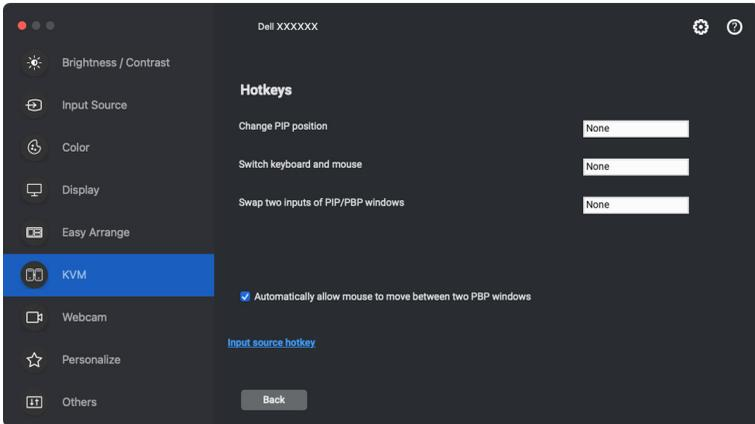 Dell XXXXXX
Brightness / Contrast
Input Source
Color
Display
Easy Arrange
KVM
Webcam
Personalize
Others
Hotkeys
Change PIP position
None
Switch keyboard and mouse
None
Swap two inputs of PIP/PBP windows
None
Automatically allow mouse to move between two PBP windows
Input source hotkey
Back